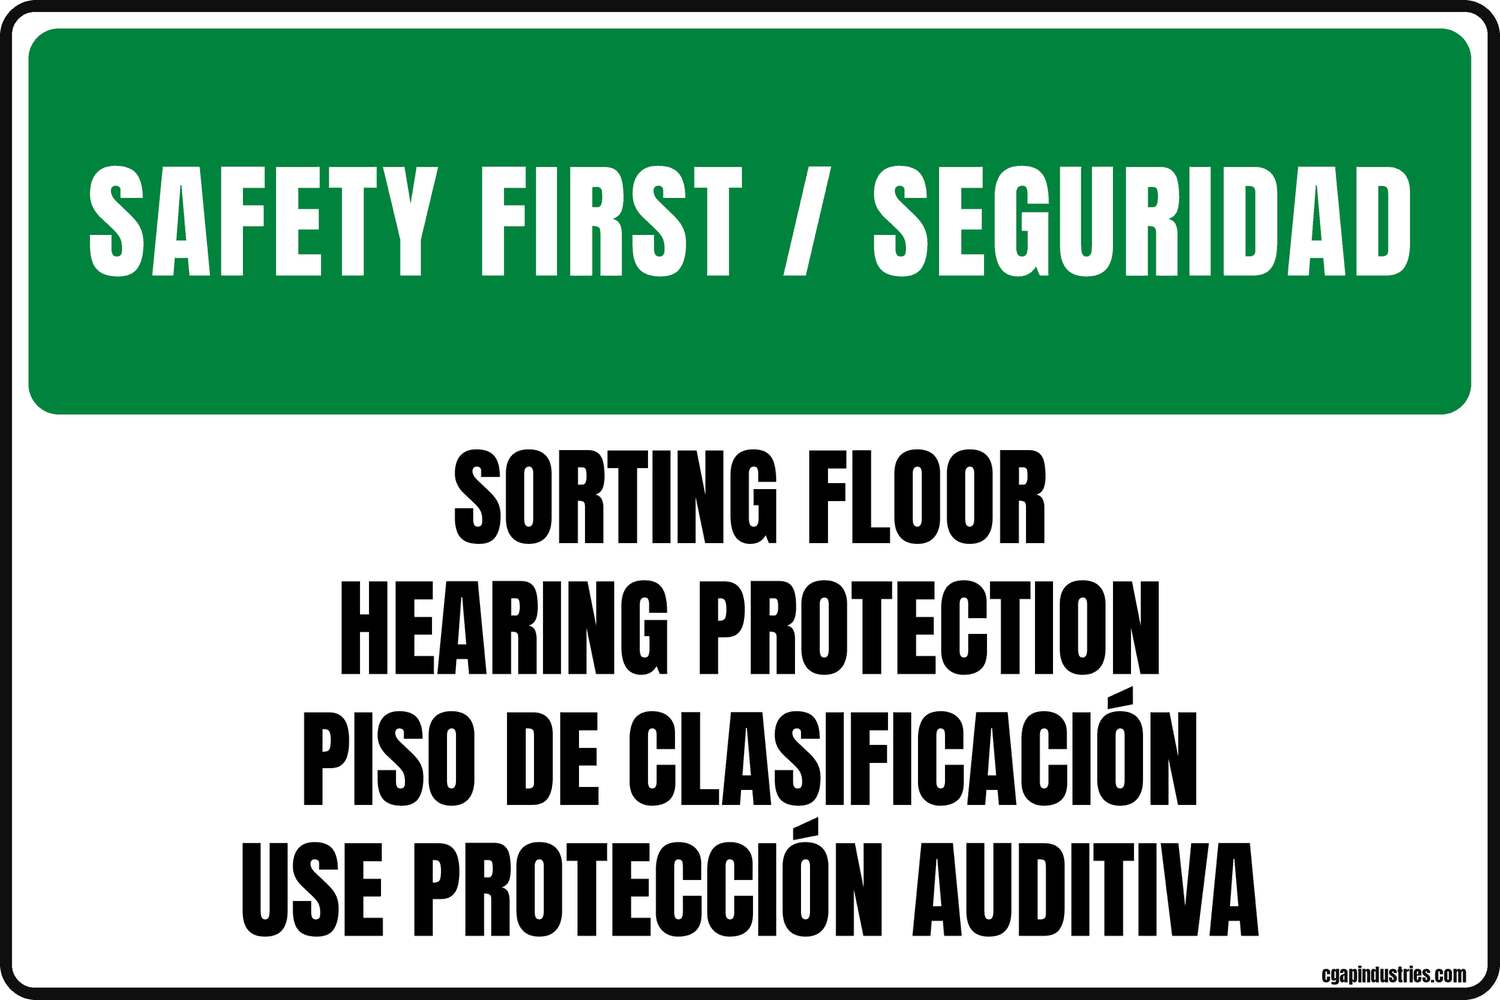 SAFETY FIRST / SEGURIDAD
SORTING FLOOR
HEARING PROTECTION
PISO DE CLASIFICACIÓN
USE PROTECCIÓN AUDITIVA
cgapindustries.com